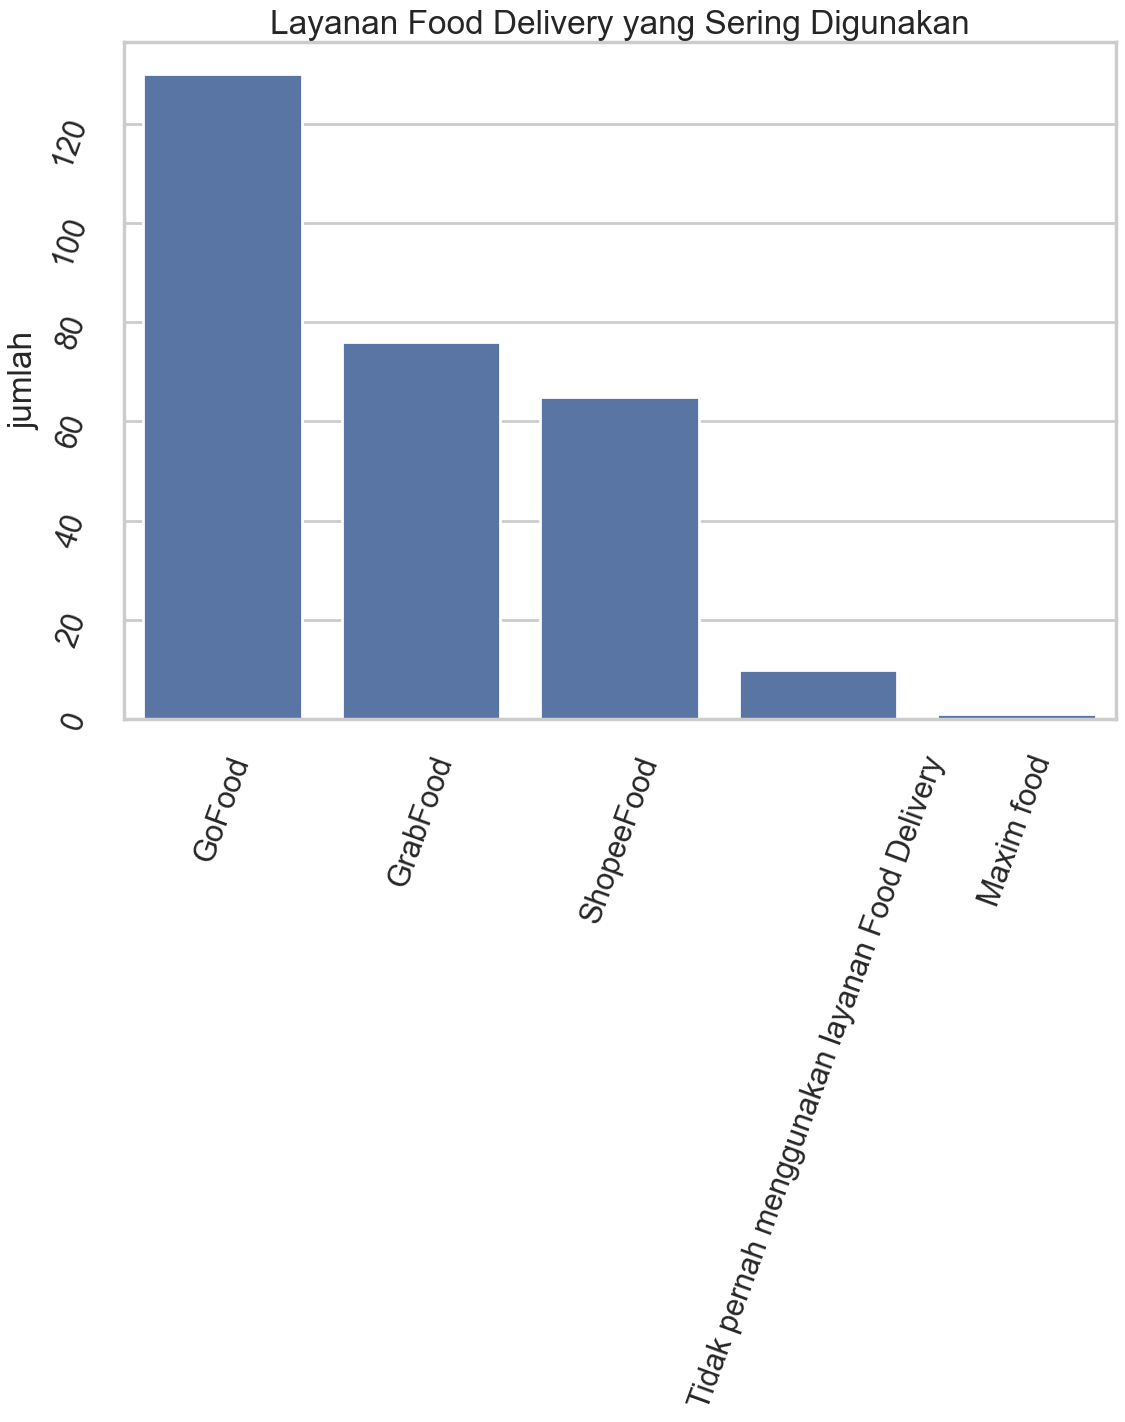 Layanan Food Delivery yang Sering Digunakan
jumlah
120
100
80
60
40
20
0
GoFood
GrabFood
ShopeeFood
Tidak pernah menggunakan layanan Food Delivery
Maxim food